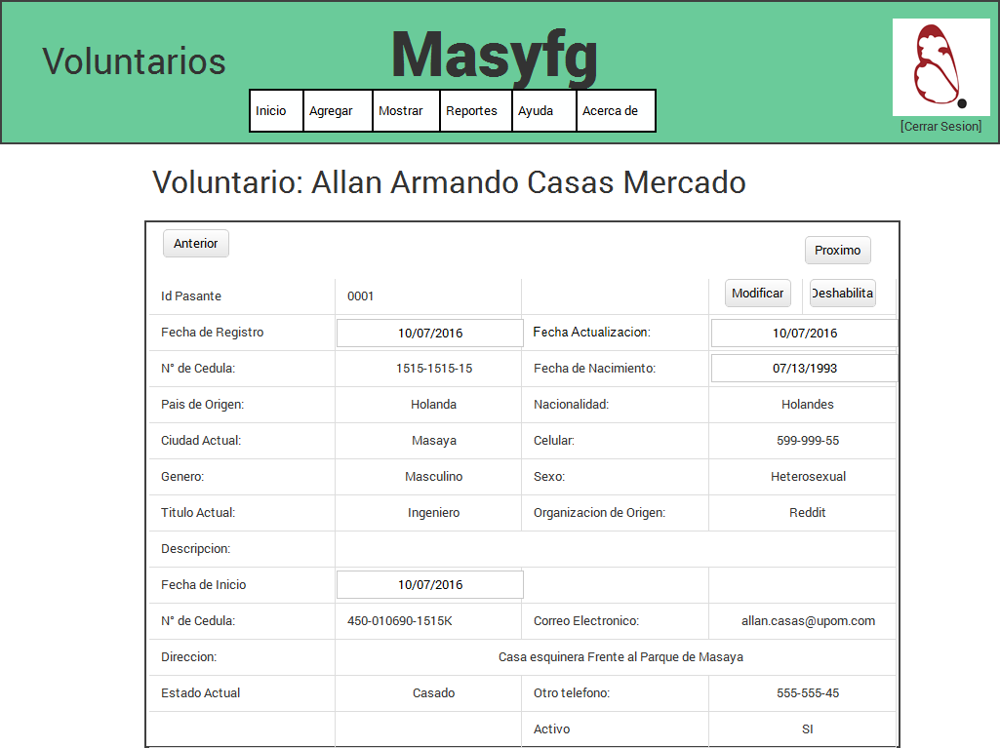 Voluntarios
Masyfg
Inicio Agregar Mostrar Reportes Ayuda Acerca de
[Cerrar Sesion]
Voluntario: Allan Armando Casas Mercado
Anterior
Proximo
Id Pasante 0001 Modificar Deshabilita
Fecha de Registro 10/07/2016 Fecha Actualizacion: 10/07/2016
N° de Cedula: 1515-1515-15 Fecha de Nacimiento: 07/13/1993
Pais de Origen: Holanda Nacionalidad: Holandes
Ciudad Actual: Masaya Celular: 599-999-55
Genero: Masculino Sexo: Heterosexual
Titulo Actual: Ingeniero Organizacion de Origen: Reddit
Descripcion:
Fecha de Inicio 10/07/2016
N° de Cedula: 450-010690-1515K Correo Electronico: allan.casas@upom.com
Direccion: Casa esquinera Frente al Parque de Masaya
Estado Actual Casado Otro telefono: 555-555-45
Activo SI